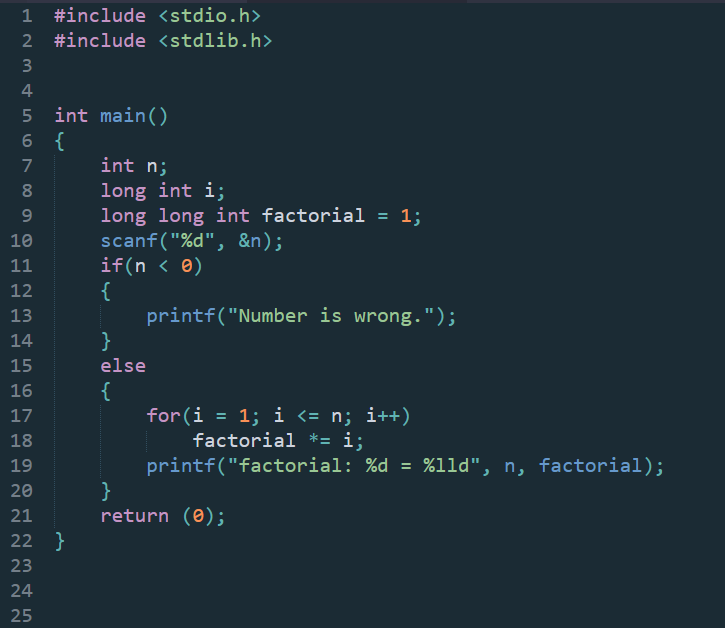 1 #include <stdio.h>
2 #include <stdlib.h>
3
4
5 int main()
6 {
7     int n;
8     long int i;
9     long long int factorial = 1;
10     scanf("%d", &n);
11     if(n < 0)
12     {
13         printf("Number is wrong.");
14     }
15     else
16     {
17         for(i = 1; i <= n; i++)
18             factorial *= i;
19         printf("factorial: %d = %lld", n, factorial);
20     }
21     return (0);
22 }
23
24
25